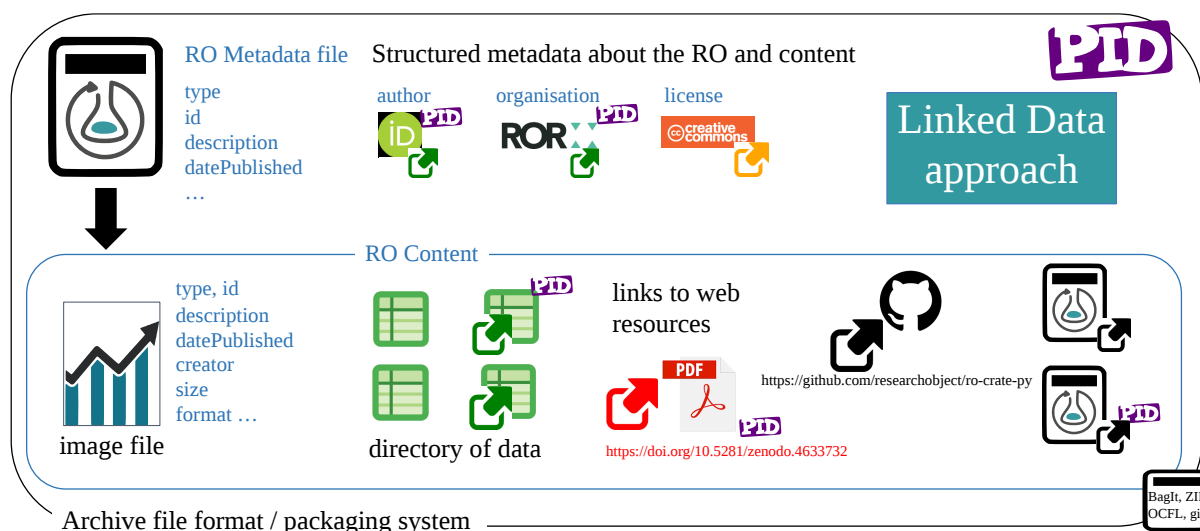 RO Metadata file
Structured metadata about the RO and content
PID
type
id
description
datePublished
…
author
iD
PID
organisation
ROR
PID
license
cc creative commons
Linked Data
approach
RO Content
type, id
description
datePublished
creator
size
format …
image file
PID
directory of data
links to web
resources
PDF
PID
https://doi.org/10.5281/zenodo.4633732
https://github.com/researchobject/ro-crate-py
PID
Archive file format / packaging system
BagIt,
OCFL,